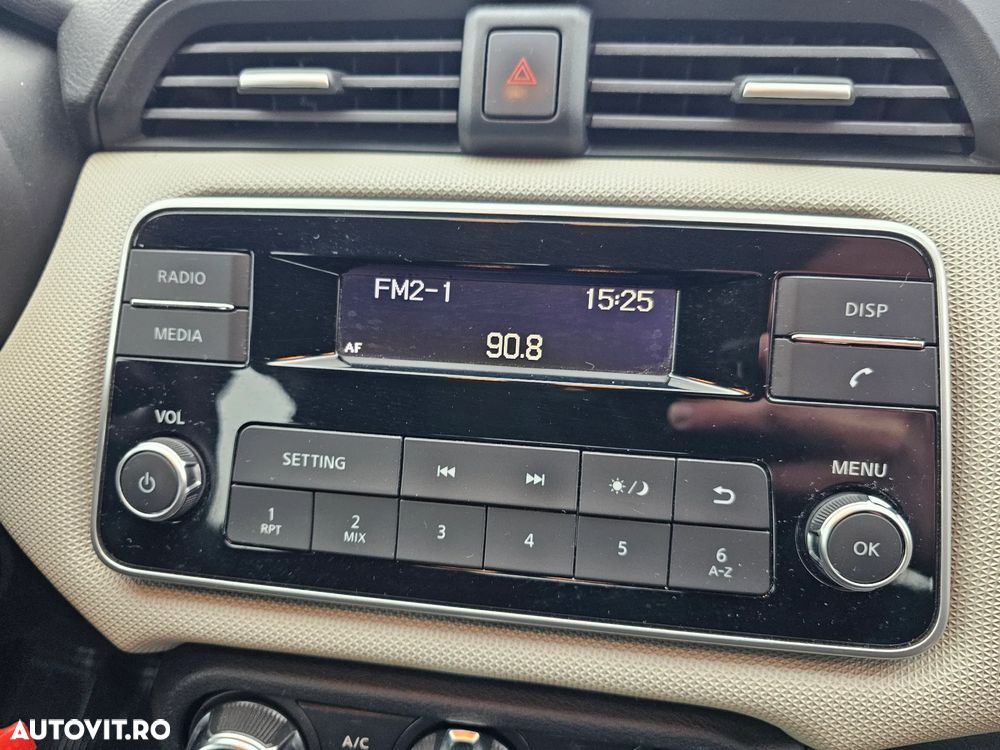 RADIO
MEDIA
FM2-1 15:25
AF 90.8
DISP
VOL
SETTING
MENU
1 RPT
2 MIX
3
4
5
6 A-Z
OK
A/C
AUTOVIT.RO